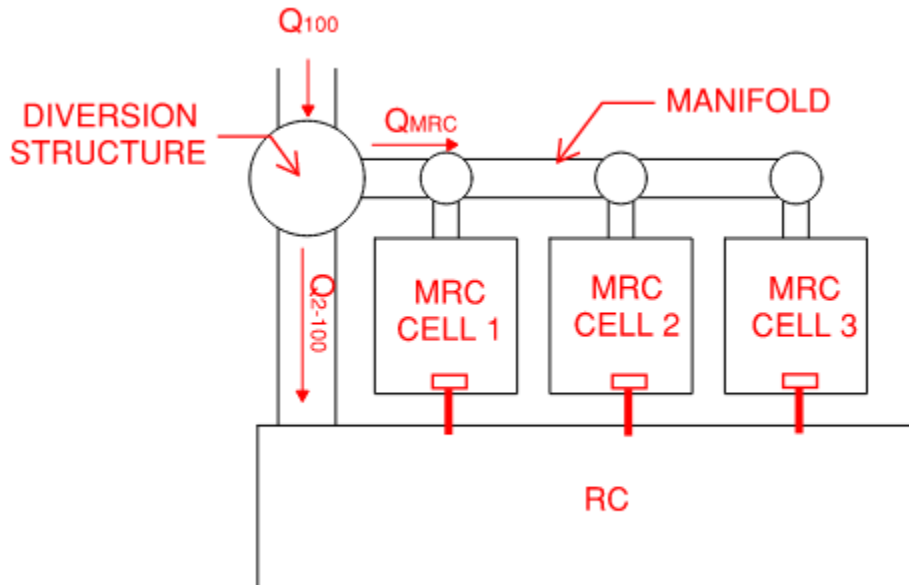 Q100
DIVERSION
STRUCTURE
QMRC
MANIFOLD
Q2-100
MRC
CELL 1
MRC
CELL 2
MRC
CELL 3
RC